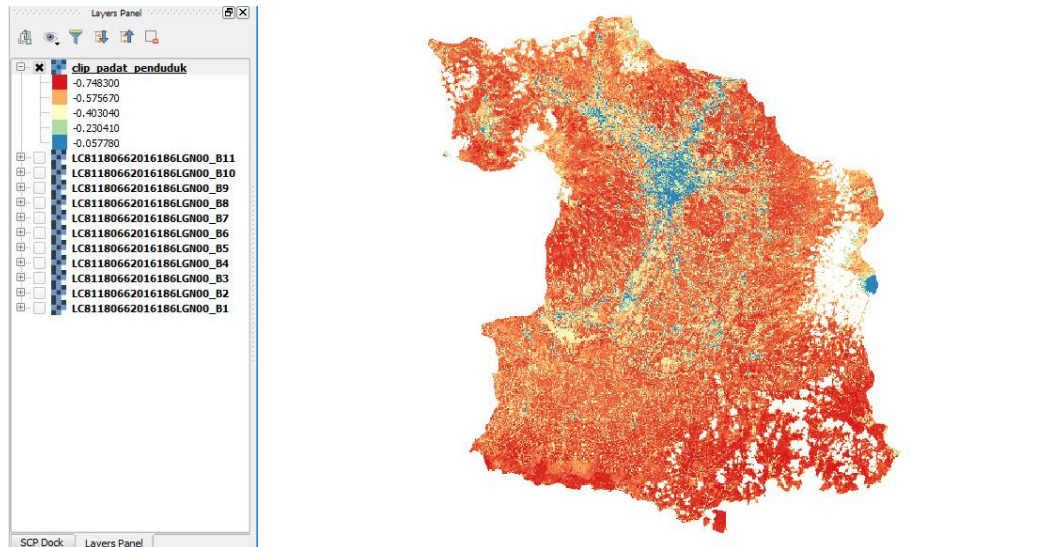 Layers Panel
clip_padat_penduduk
-0.748300
-0.575670
-0.403040
-0.230410
-0.057780
LC81180662016186LGN00_B11
LC81180662016186LGN00_B10
LC81180662016186LGN00_B9
LC81180662016186LGN00_B8
LC81180662016186LGN00_B7
LC81180662016186LGN00_B6
LC81180662016186LGN00_B5
LC81180662016186LGN00_B4
LC81180662016186LGN00_B3
LC81180662016186LGN00_B2
LC81180662016186LGN00_B1
SCP Dock Layers Panel